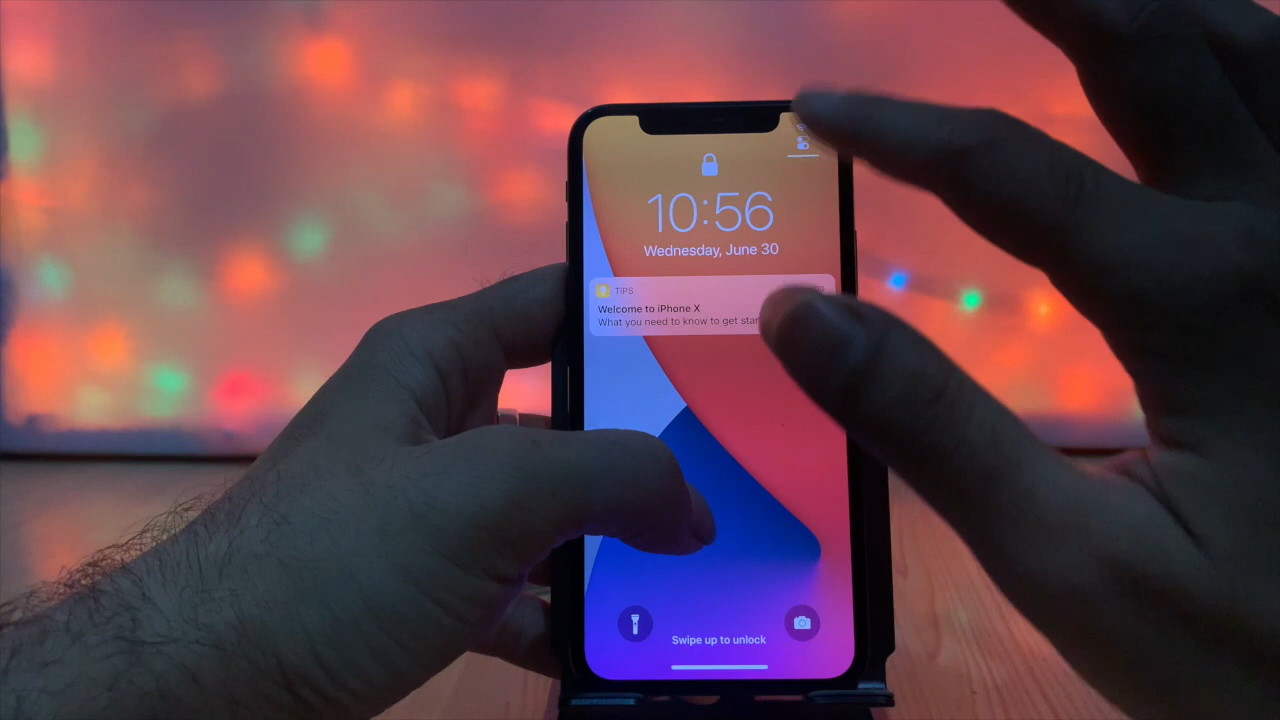 10:56
Wednesday, June 30
TIPS
Welcome to iPhone X
What you need to know to get
Swipe up to unlock